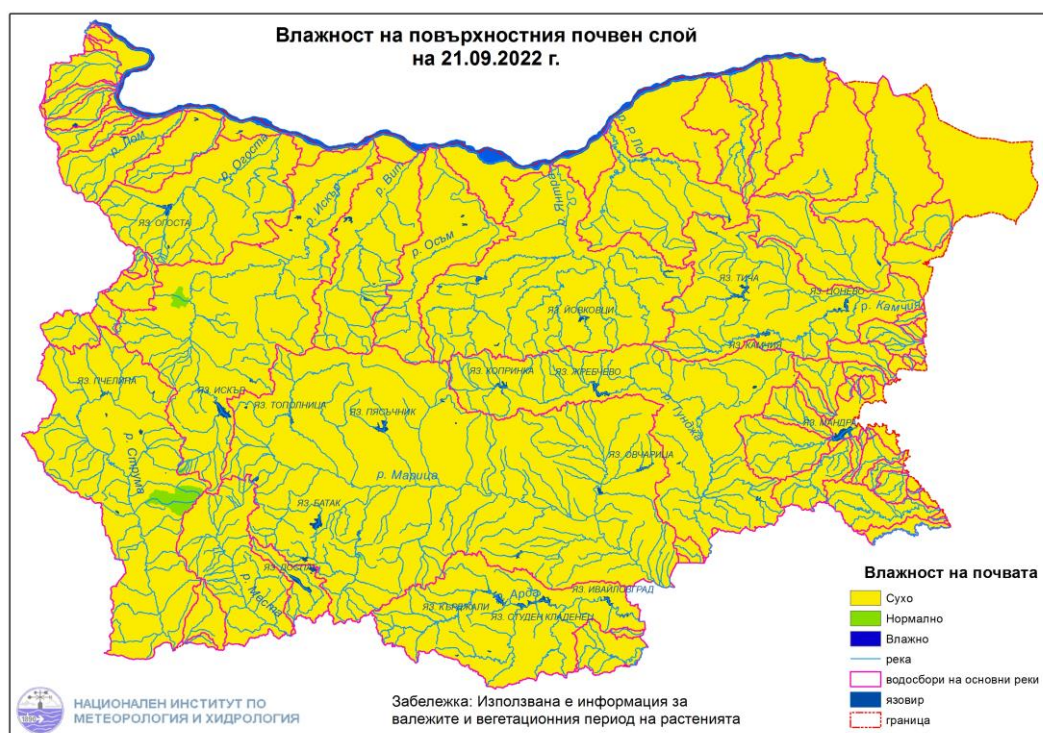 Влажност на повърхностния почвен слой
на 21.09.2022 г.
р. Лом
р. Огоста
р. Искър
р. Вит
р. Осъм
р. Янтра
р. Р Лом
ЯЗ. ОГОСТА
ЯЗ. ТИЧА
ЯЗ. ЦОНЕВО
р. Камчия
ЯЗ. ЙОВКОВЦИ
ЯЗ. КАМЧИЯ
ЯЗ. ПЧЕЛИНА
ЯЗ. ИСКЪР
ЯЗ. ТОПОЛНИЦА
ЯЗ. ПЯСЪЧНИК
ЯЗ. КОПРИНКА
ЯЗ. ЖРЕБЧЕВО
р. Тунджа
ЯЗ. МАНДРА
р. Струма
р. Марица
ЯЗ. ОВЧАРИЦА
ЯЗ. БАТАК
ЯЗ. ДОСПАТ
р. Места
р. Арда
ЯЗ. ИВАЙЛОВГРАД
ЯЗ. КЪРДЖАЛИ
ЯЗ. СТУДЕН КЛАДЕНЕЦ
Влажност на почвата
Сухо
Нормално
Влажно
река
водосбори на основни реки
язовир
граница
НАЦИОНАЛЕН ИНСТИТУТ ПО
МЕТЕОРОЛОГИЯ И ХИДРОЛОГИЯ
Забележка: Използвана е информация за
валежите и вегетационния период на растенията